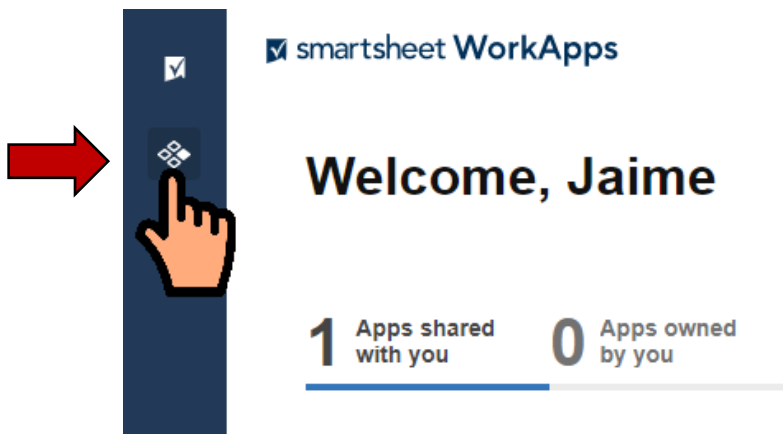 smartsheet WorkApps
Welcome, Jaime
1 Apps shared with you
0 Apps owned by you